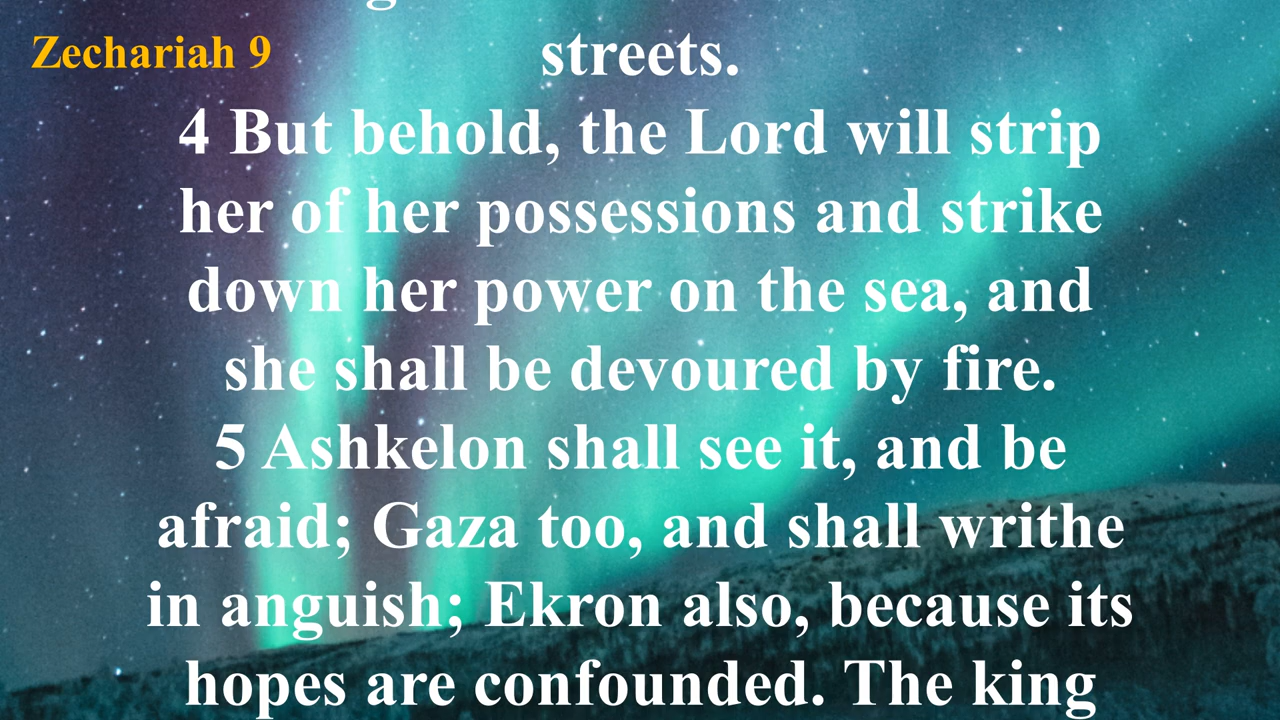 Zechariah 9
streets.
4 But behold, the Lord will strip
her of her possessions and strike
down her power on the sea, and
she shall be devoured by fire.
5 Ashkelon shall see it, and be
afraid; Gaza too, and shall writhe
in anguish; Ekron also, because its
hopes are confounded. The king